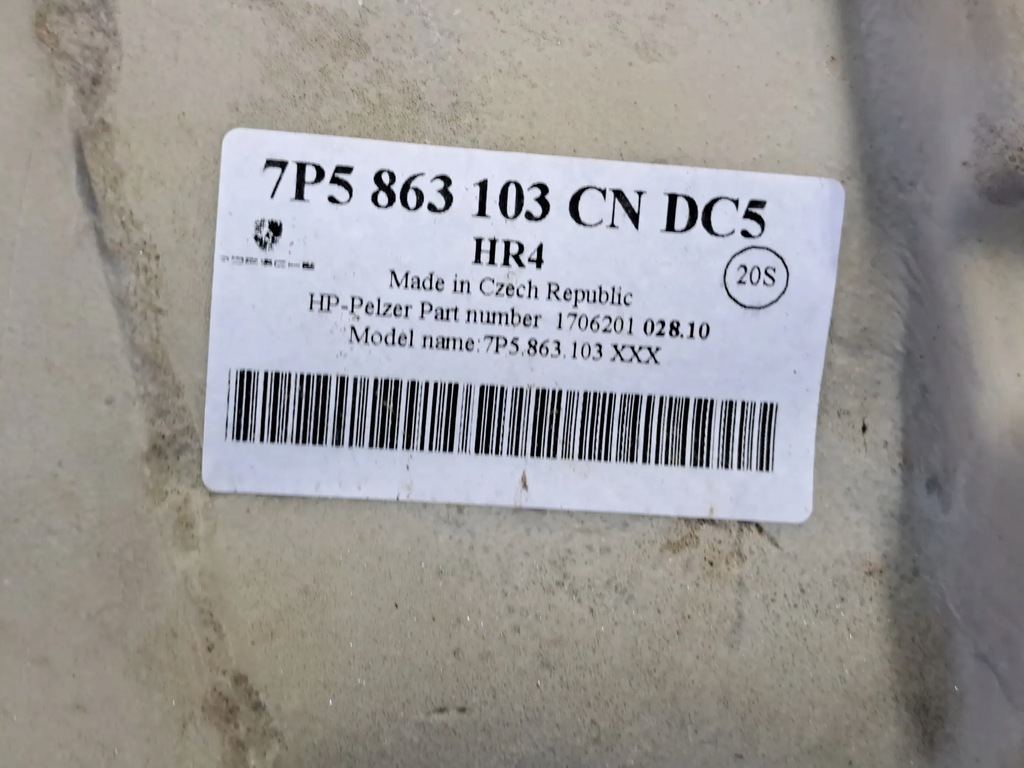 7P5 863 103 CN DC5
HR4
20S
Made in Czech Republic
HP-Pelzer Part number 1706201 028.10
Model name:7P5.863.103 XXX